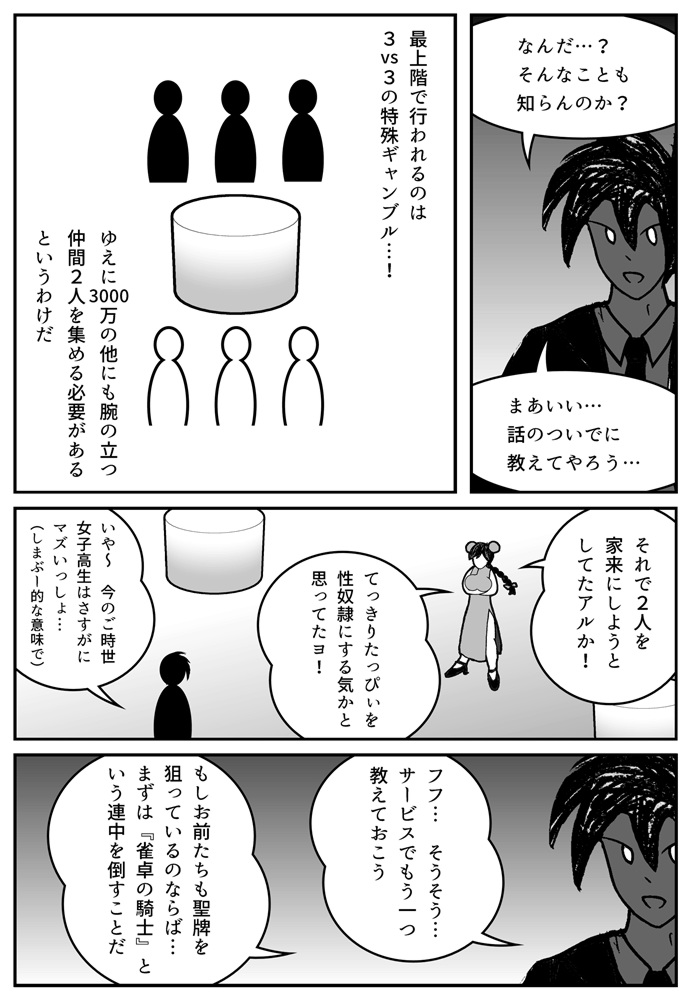 なんだ…？
そんなことも
知らんのか？
まあいい…
話のついでに
教えてやろう…
最上階で行われるのは
３vs３の特殊ギャンブル…！
ゆえに3000万の他にも腕の立つ
仲間２人を集める必要がある
というわけだ
それで２人を
家来にしようと
してたアルか！
てっきりたっぴぃを
性奴隷にする気かと
思ってたヨ！
いや～　今のご時世
女子高生はさすがに
マズいっしょ…
（しまぶー的な意味で）
フフ…　そうそう…
サービスでもう一つ
教えておこう
もしお前たちも聖牌を
狙っているのならば…
まずは『雀卓の騎士』と
いう連中を倒すことだ